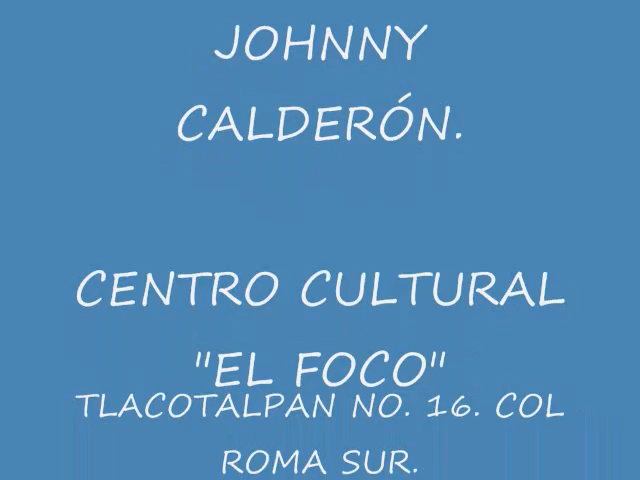 JOHNNY
CALDERÓN.
CENTRO CULTURAL
"EL FOCO"
TLACOTALPAN NO. 16. COL
ROMA SUR.